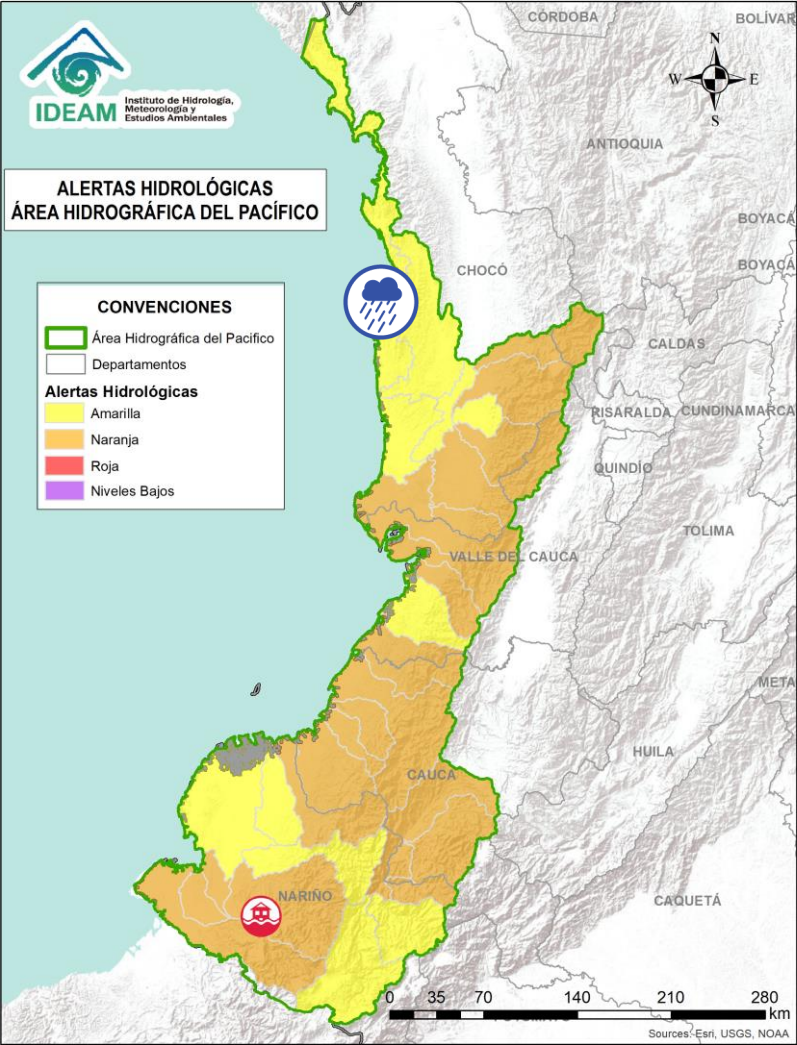 IDEAM
Instituto de Hidrología,
Meteorología y
Estudios Ambientales
ALERTAS HIDROLÓGICAS
ÁREA HIDROGRÁFICA DEL PACÍFICO
CONVENCIONES
Área Hidrográfica del Pacifico
Departamentos
Alertas Hidrológicas
Amarilla
Naranja
Roja
Niveles Bajos
N
W E
S
CÓRDOBA
BOLÍVAR
ANTIOQUIA
BOYACÁ
CHOCÓ
BOYACÁ
CALDAS
RISARALDA
CUNDINAMARCA
QUINDÍO
TOLIMA
VALLE DEL CAUCA
META
HUILA
CAUCA
NARIÑO
CAQUETÁ
0 35 70 140 210 280
km
Sources: Esri, USGS, NOAA